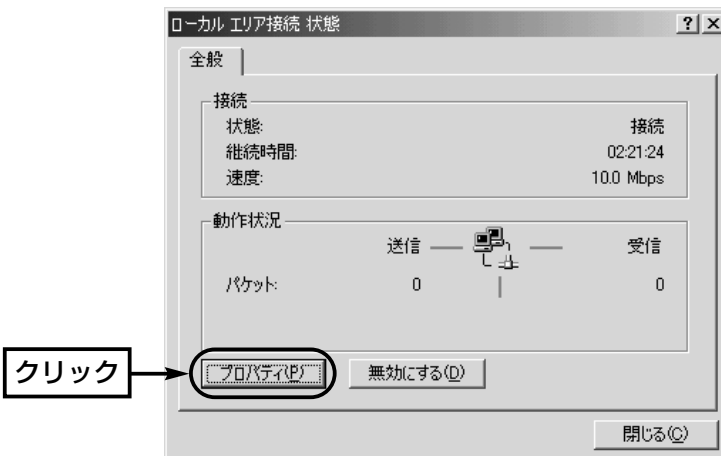 ローカル エリア接続 状態
? ×
全般
接続
状態: 接続
継続時間: 02:21:24
速度: 10.0 Mbps
動作状況
送信 受信
パケット: 0 0
クリック
プロパティ(P) 無効にする(D)
閉じる(C)